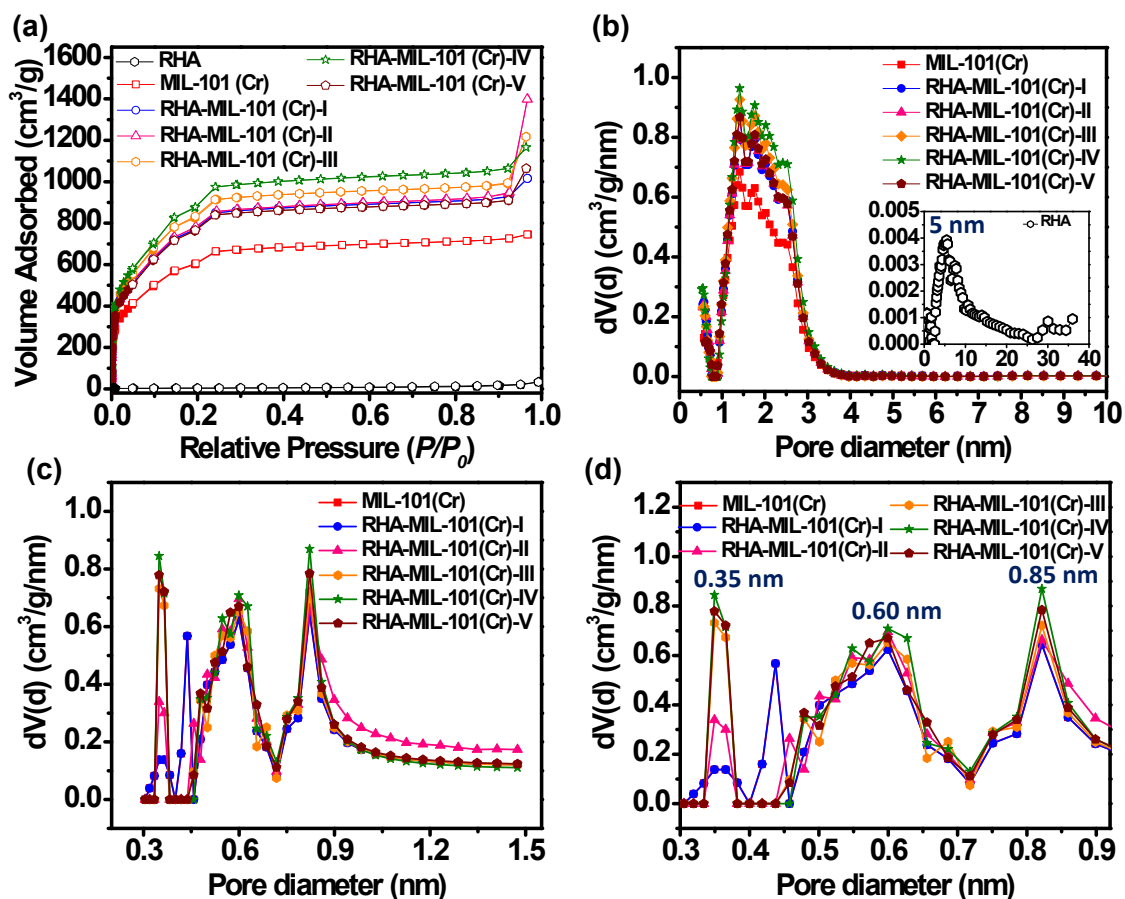 (a)
1600
1400
1200
1000
800
600
400
200
0
Volume Adsorbed (cm³/g)
RHA
MIL-101 (Cr)
RHA-MIL-101 (Cr)-I
RHA-MIL-101 (Cr)-II
RHA-MIL-101 (Cr)-III
RHA-MIL-101 (Cr)-IV
RHA-MIL-101 (Cr)-V
0.0 0.2 0.4 0.6 0.8 1.0
Relative Pressure (P/P₀)
(b)
1.0
0.8
0.6
0.4
0.2
0.0
dV(d) (cm³/g/nm)
MIL-101(Cr)
RHA-MIL-101(Cr)-I
RHA-MIL-101(Cr)-II
RHA-MIL-101(Cr)-III
RHA-MIL-101(Cr)-IV
RHA-MIL-101(Cr)-V
0.005
0.004
0.003
0.002
0.001
0.000
5 nm
RHA
0 10 20 30 40
0 1 2 3 4 5 6 7 8 9 10
Pore diameter (nm)
(c)
1.0
0.8
0.6
0.4
0.2
0.0
dV(d) (cm³/g/nm)
MIL-101(Cr)
RHA-MIL-101(Cr)-I
RHA-MIL-101(Cr)-II
RHA-MIL-101(Cr)-III
RHA-MIL-101(Cr)-IV
RHA-MIL-101(Cr)-V
0.3 0.6 0.9 1.2 1.5
Pore diameter (nm)
(d)
1.2
1.0
0.8
0.6
0.4
0.2
0.0
dV(d) (cm³/g/nm)
MIL-101(Cr)
RHA-MIL-101(Cr)-I
RHA-MIL-101(Cr)-II
RHA-MIL-101(Cr)-III
RHA-MIL-101(Cr)-IV
RHA-MIL-101(Cr)-V
0.35 nm
0.60 nm
0.85 nm
0.3 0.4 0.5 0.6 0.7 0.8 0.9
Pore diameter (nm)